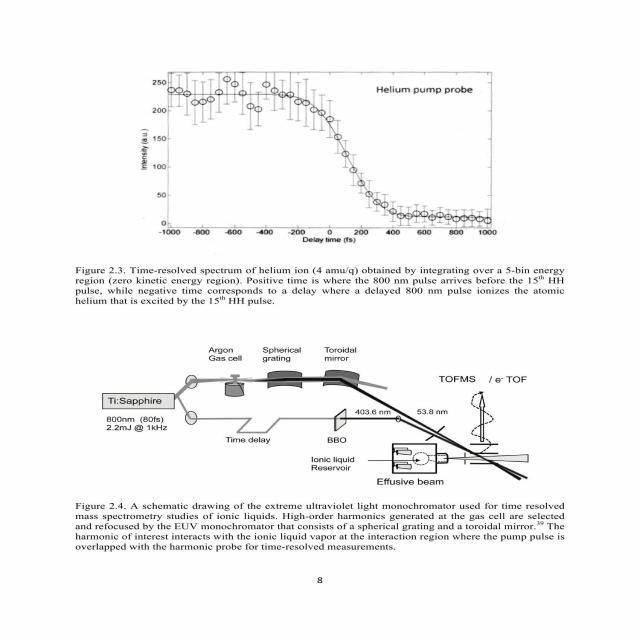 Helium pump probe
Intensity (a.u.)
250
200
150
100
50
0
-1000 -800 -600 -400 -200 0 200 400 600 800 1000
Delay time (fs)
Figure 2.3. Time-resolved spectrum of helium ion (4 amu/q) obtained by integrating over a 5-bin energy
region (zero kinetic energy region). Positive time is where the 800 nm pulse arrives before the 15th HH
pulse, while negative time corresponds to a delay where a delayed 800 nm pulse ionizes the atomic
helium that is excited by the 15th HH pulse.
Argon Gas cell
Spherical grating
Toroidal mirror
TOFMS / e- TOF
Ti:Sapphire
800nm (80fs)
2.2mJ @ 1kHz
403.6 nm
53.8 nm
Time delay
BBO
Ionic liquid
Reservoir
Effusive beam
Figure 2.4. A schematic drawing of the extreme ultraviolet light monochromator used for time resolved
mass spectrometry studies of ionic liquids. High-order harmonics generated at the gas cell are selected
and refocused by the EUV monochromator that consists of a spherical grating and a toroidal mirror.39 The
harmonic of interest interacts with the ionic liquid vapor at the interaction region where the pump pulse is
overlapped with the harmonic probe for time-resolved measurements.
8